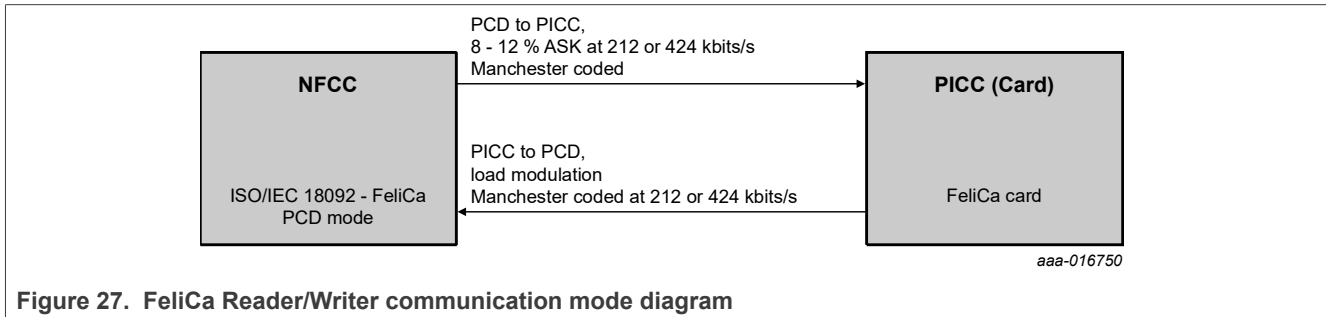 PCD to PICC,
8 - 12 % ASK at 212 or 424 kbits/s
Manchester coded
NFCC
PICC (Card)
PICC to PCD,
load modulation
Manchester coded at 212 or 424 kbits/s
ISO/IEC 18092 - FeliCa
PCD mode
FeliCa card
aaa-016750
Figure 27. FeliCa Reader/Writer communication mode diagram